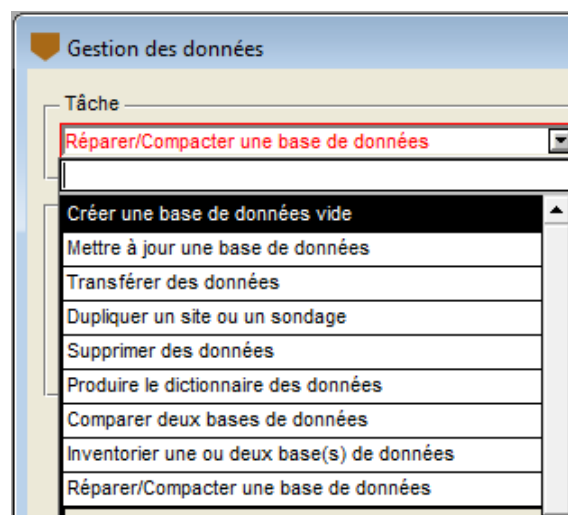 Gestion des données
Tâche
Réparer/Compacter une base de données
Créer une base de données vide
Mettre à jour une base de données
Transférer des données
Dupliquer un site ou un sondage
Supprimer des données
Produire le dictionnaire des données
Comparer deux bases de données
Inventorier une ou deux base(s) de données
Réparer/Compacter une base de données